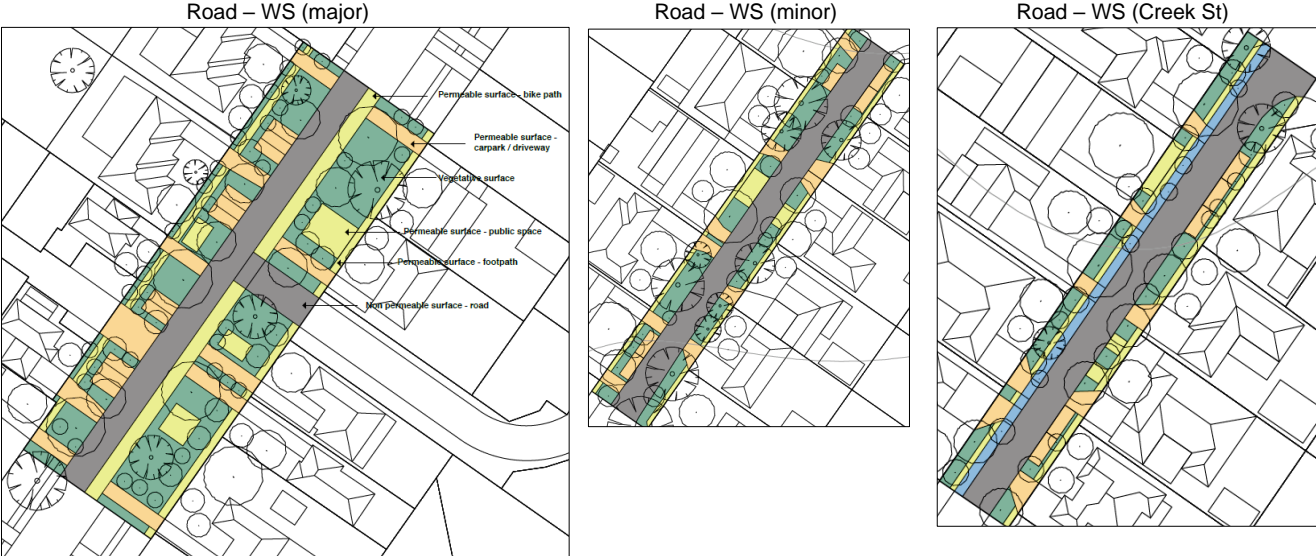 Road – WS (major)
Road – WS (minor)
Road – WS (Creek St)
Permeable surface - bike path
Permeable surface -
carpark / driveway
Vegetative surface
Permeable surface - public space
Permeable surface - footpath
Non permeable surface - road